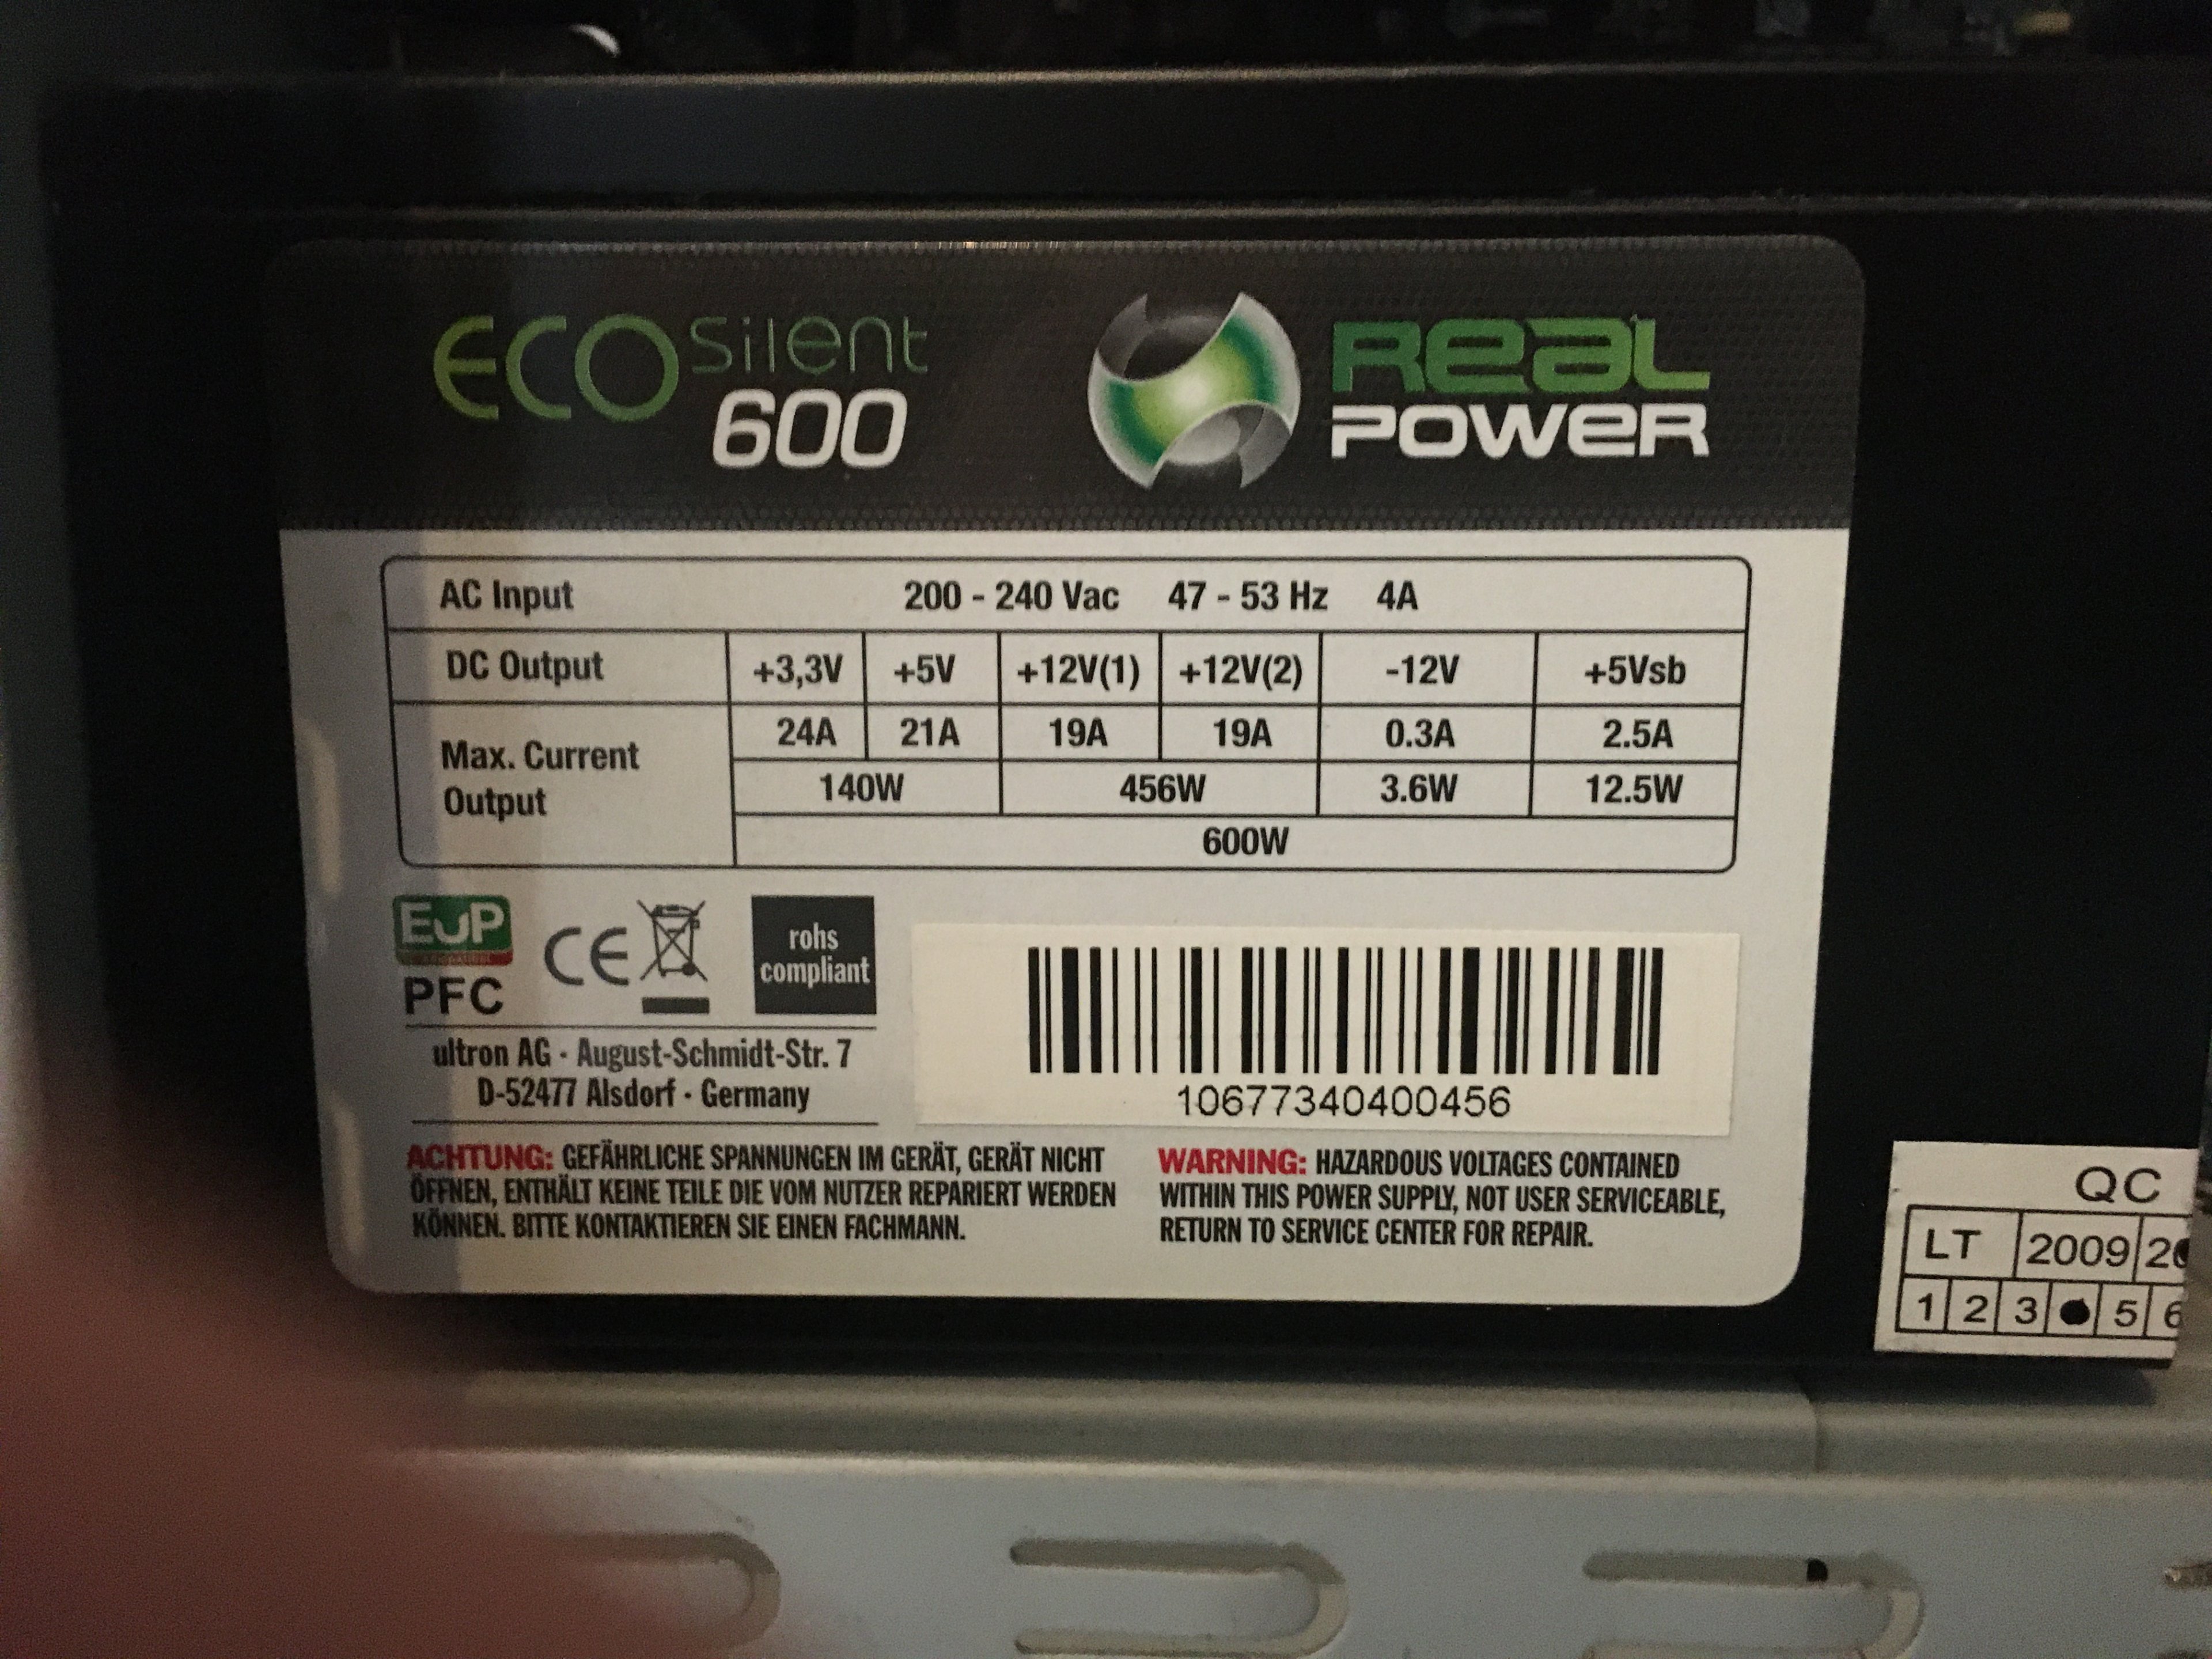 ECO Silent
600
Real
POWER
AC Input 200 - 240 Vac 47 - 53 Hz 4A
DC Output +3,3V +5V +12V(1) +12V(2) -12V +5Vsb
Max. Current Output 24A 21A 19A 19A 0.3A 2.5A
140W 456W 3.6W 12.5W
600W
EuP
PFC
CE
rohs
compliant
ultron AG · August-Schmidt-Str. 7
D-52477 Alsdorf · Germany
10677340400456
ACHTUNG: GEFÄHRLICHE SPANNUNGEN IM GERÄT, GERÄT NICHT
ÖFFNEN, ENTHÄLT KEINE TEILE DIE VOM NUTZER REPARIERT WERDEN
KÖNNEN. BITTE KONTAKTIEREN SIE EINEN FACHMANN.
WARNING: HAZARDOUS VOLTAGES CONTAINED
WITHIN THIS POWER SUPPLY, NOT USER SERVICEABLE,
RETURN TO SERVICE CENTER FOR REPAIR.
QC
LT 2009
1 2 3 5 6